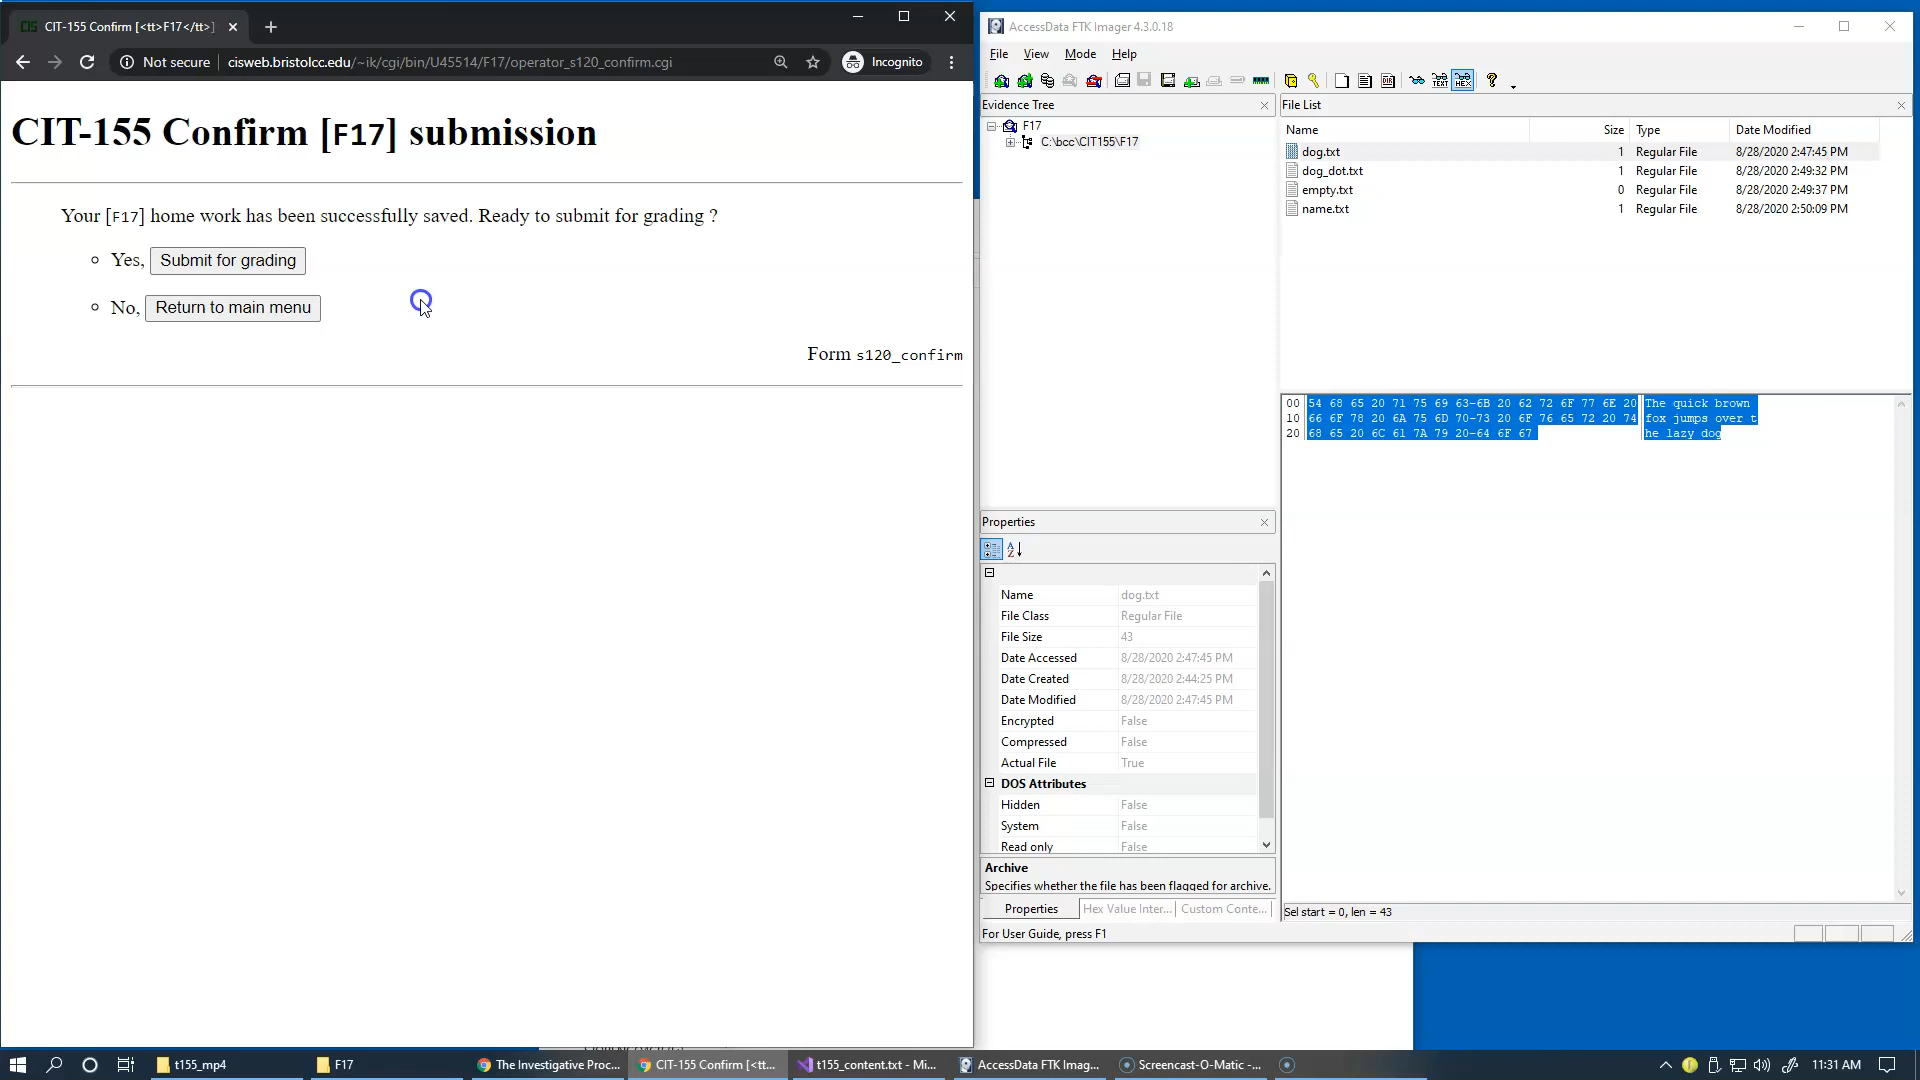 CIT-155 Confirm [<tt>F17</tt>]
Not secure
cisweb.bristolcc.edu/~ik/cgi/bin/U45514/F17/operator_s120_confirm.cgi
Incognito
CIT-155 Confirm [F17] submission
Your [F17] home work has been successfully saved. Ready to submit for grading ?
Yes, Submit for grading
No, Return to main menu
Form s120_confirm
AccessData FTK Imager 4.3.0.18
File View Mode Help
Evidence Tree
F17
C:\bcc\CIT155\F17
File List
Name Size Type Date Modified
dog.txt 1 Regular File 8/28/2020 2:47:45 PM
dog_dot.txt 1 Regular File 8/28/2020 2:49:32 PM
empty.txt 0 Regular File 8/28/2020 2:49:37 PM
name.txt 1 Regular File 8/28/2020 2:50:09 PM
00 54 68 65 20 71 75 69 63-6B 20 62 72 6F 77 6E 20 The quick brown
10 66 6F 78 20 6A 75 6D 70-73 20 6F 76 65 72 20 74 fox jumps over t
20 68 65 20 6C 61 7A 79 20-64 6F 67 he lazy dog
Properties
Name dog.txt
File Class Regular File
File Size 43
Date Accessed 8/28/2020 2:47:45 PM
Date Created 8/28/2020 2:44:25 PM
Date Modified 8/28/2020 2:47:45 PM
Encrypted False
Compressed False
Actual File True
DOS Attributes
Hidden False
System False
Read only False
Archive
Specifies whether the file has been flagged for archive.
Properties Hex Value Inter... Custom Conte...
Sel start = 0, len = 43
For User Guide, press F1
t155_mp4
F17
The Investigative Proc...
CIT-155 Confirm [<tt...
t155_content.txt - Mi...
AccessData FTK Imag...
Screencast-O-Matic -...
11:31 AM